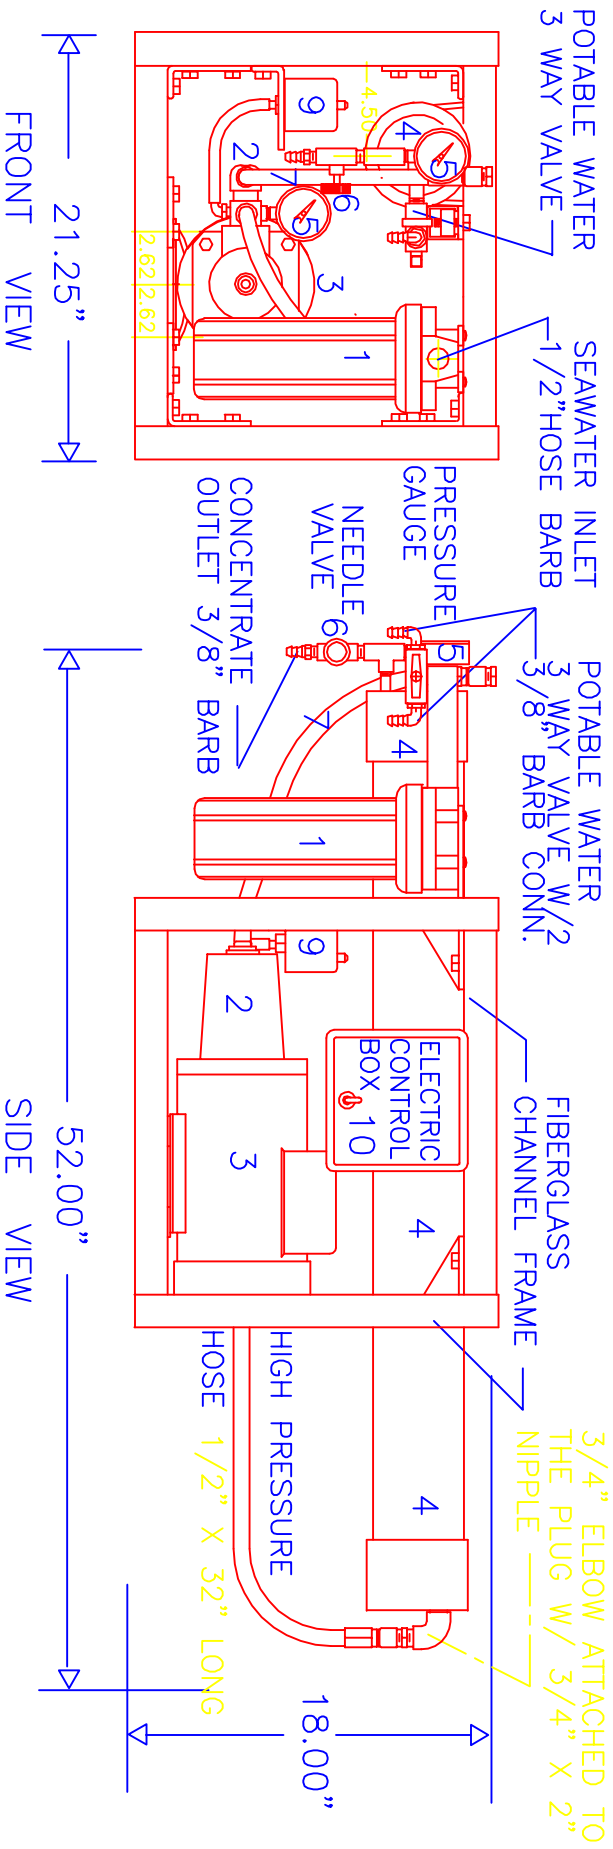 POTABLE WATER
3 WAY VALVE
SEAWATER INLET
1/2"HOSE BARB
4.50
9
4
5
2
7
6
5
3
2.62
2.62
1
21.25"
FRONT VIEW
POTABLE WATER
3 WAY VALVE W/2
3/8" BARB CONN.
PRESSURE
GAUGE
NEEDLE
VALVE
CONCENTRATE
OUTLET 3/8" BARB
6
5
7
4
1
9
2
3
ELECTRIC
CONTROL
BOX 10
4
FIBERGLASS
CHANNEL FRAME
HIGH PRESSURE
HOSE 1/2" X 32" LONG
4
3/4" ELBOW ATTACHED TO
THE PLUG W/ 3/4" X 2"
NIPPLE
18.00"
52.00"
SIDE VIEW